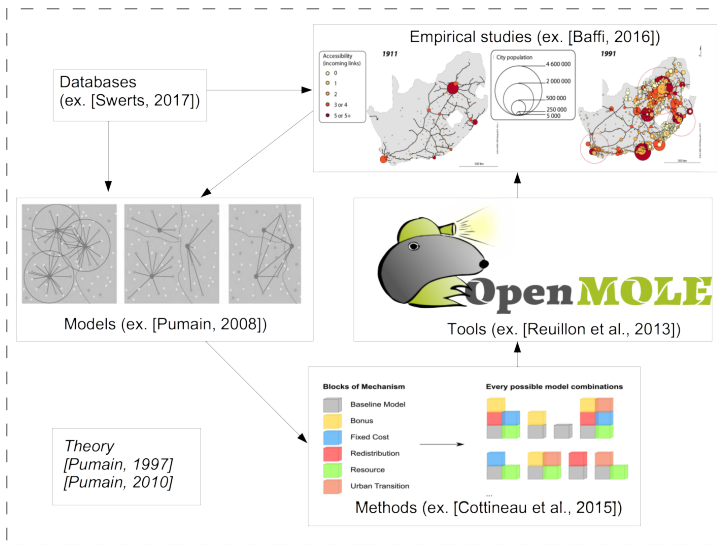 Empirical studies (ex. [Baffi, 2016])
Accessibility
(incoming links)
0
1
2
3 or 4
5 or 5+
1911
City population
4 600 000
2 000 000
500 000
250 000
5 000
1991
Databases
(ex. [Swerts, 2017])
Models (ex. [Pumain, 2008])
OpenMOLE
Tools (ex. [Reuillon et al., 2013])
Theory
[Pumain, 1997]
[Pumain, 2010]
Blocks of Mechanism
Baseline Model
Bonus
Fixed Cost
Redistribution
Resource
Urban Transition
Every possible model combinations
...
Methods (ex. [Cottineau et al., 2015])